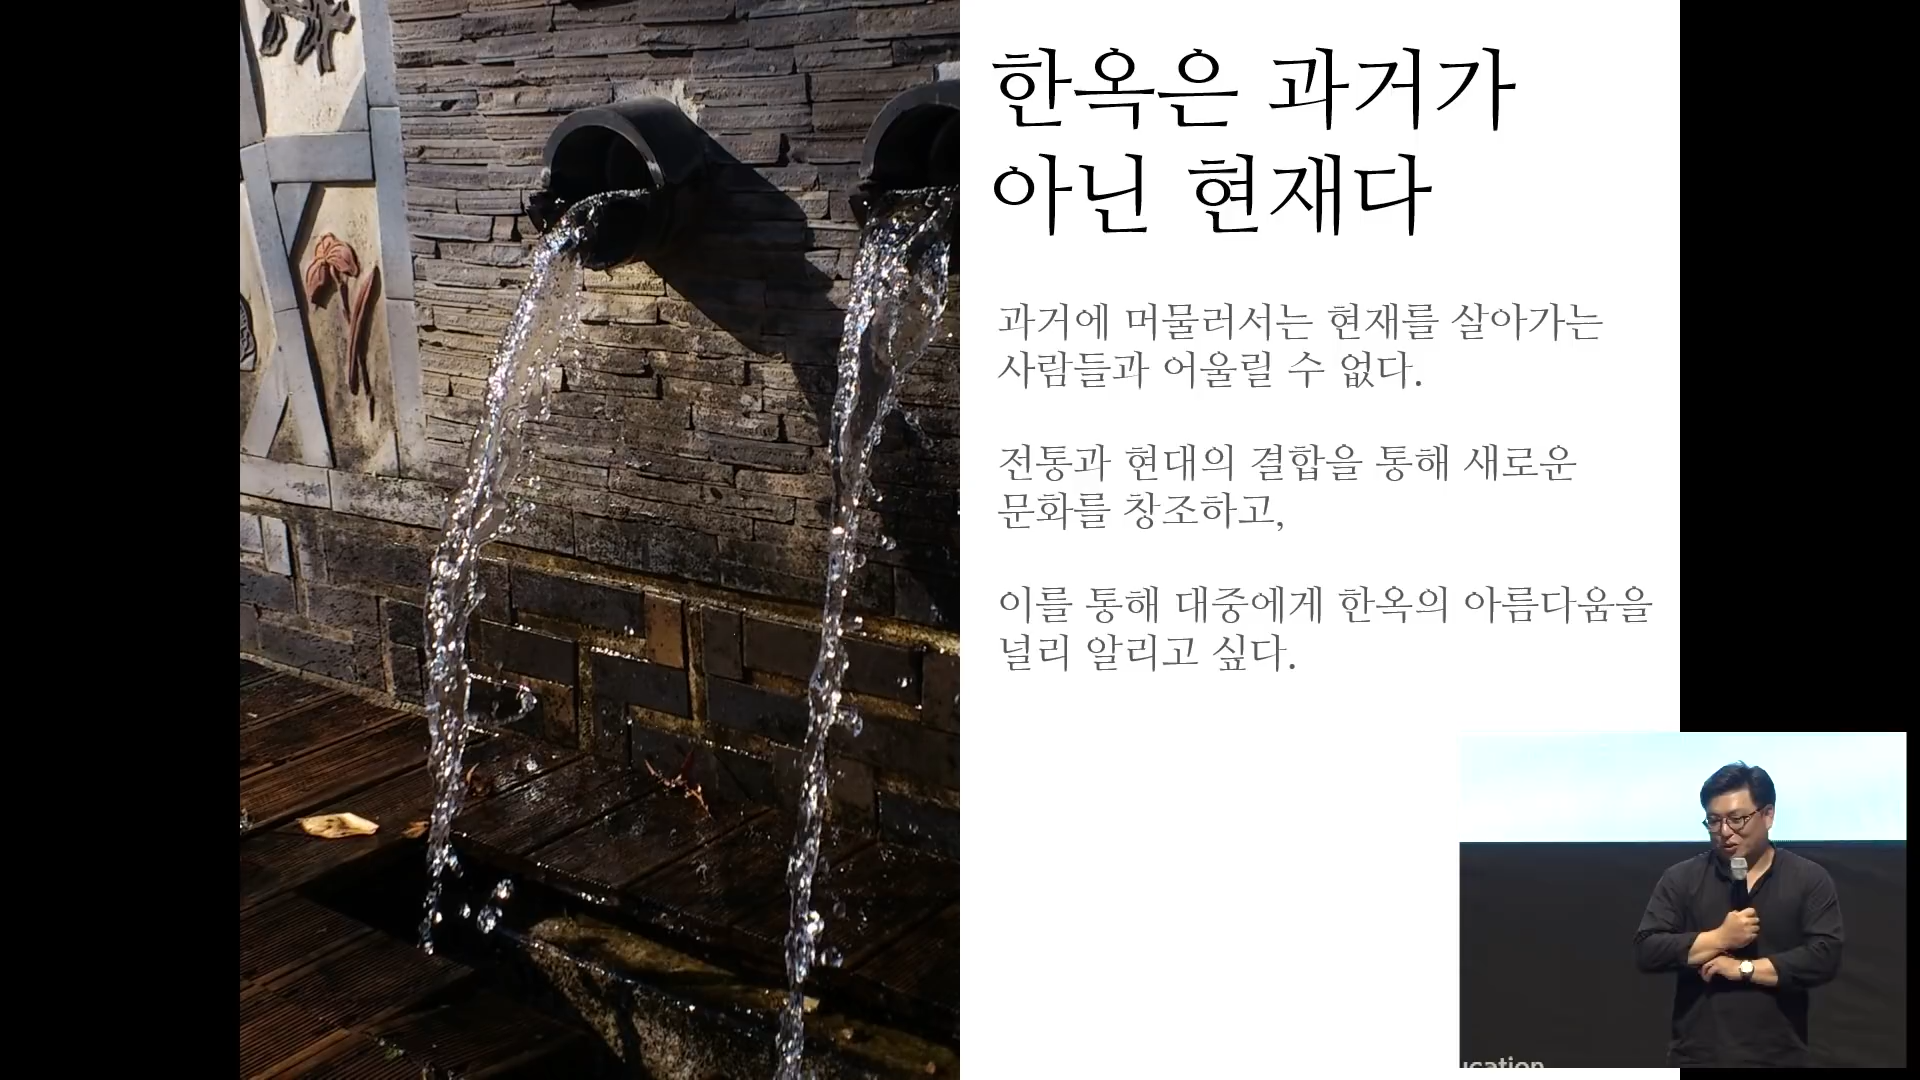 한옥은 과거가
아닌 현재다
과거에 머물러서는 현재를 살아가는
사람들과 어울릴 수 없다.
전통과 현대의 결합을 통해 새로운
문화를 창조하고,
이를 통해 대중에게 한옥의 아름다움을
널리 알리고 싶다.